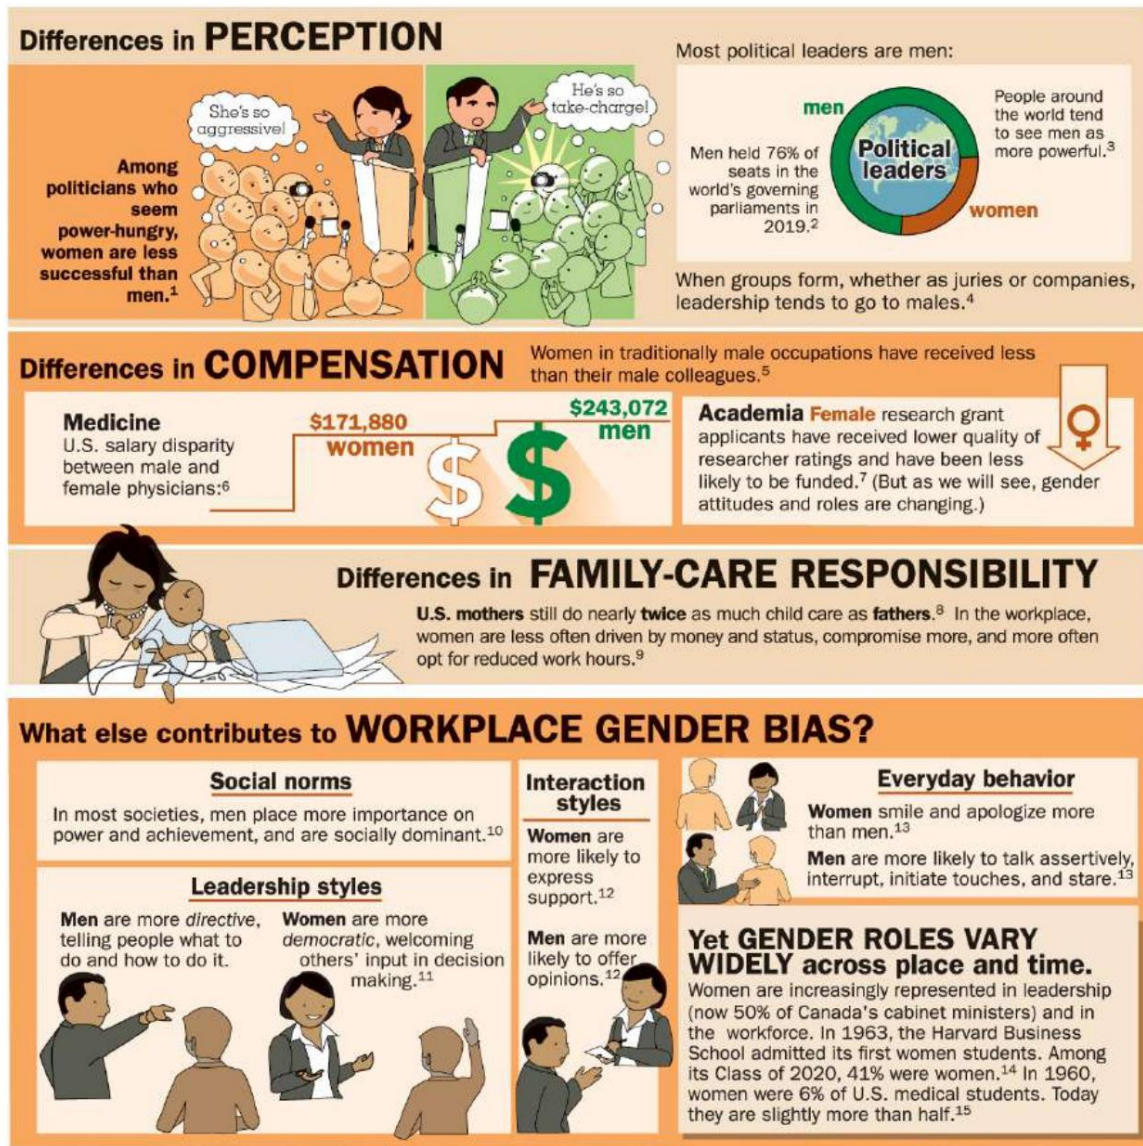 Differences in PERCEPTION
She's so
aggressive!
He's so
take-charge!
Among
politicians who
seem
power-hungry,
women are less
successful than
men.1
Most political leaders are men:
men
Men held 76% of
seats in the
world's governing
parliaments in
2019.2
Political
leaders
People around
the world tend
to see men as
more powerful.3
women
When groups form, whether as juries or companies,
leadership tends to go to males.4
Differences in COMPENSATION
Women in traditionally male occupations have received less
than their male colleagues.5
Medicine
U.S. salary disparity
between male and
female physicians:6
$171,880
women
$
$243,072
men
$
Academia Female research grant
applicants have received lower quality of
researcher ratings and have been less
likely to be funded.7 (But as we will see, gender
attitudes and roles are changing.)
Differences in FAMILY-CARE RESPONSIBILITY
U.S. mothers still do nearly twice as much child care as fathers.8 In the workplace,
women are less often driven by money and status, compromise more, and more often
opt for reduced work hours.9
What else contributes to WORKPLACE GENDER BIAS?
Social norms
In most societies, men place more importance on
power and achievement, and are socially dominant.10
Leadership styles
Men are more directive,
telling people what to
do and how to do it.
Women are more
democratic, welcoming
others' input in decision
making.11
Interaction
styles
Women are
more likely to
express
support.12
Men are more
likely to offer
opinions.12
Everyday behavior
Women smile and apologize more
than men.13
Men are more likely to talk assertively,
interrupt, initiate touches, and stare.13
Yet GENDER ROLES VARY
WIDELY across place and time.
Women are increasingly represented in leadership
(now 50% of Canada's cabinet ministers) and in
the workforce. In 1963, the Harvard Business
School admitted its first women students. Among
its Class of 2020, 41% were women.14 In 1960,
women were 6% of U.S. medical students. Today
they are slightly more than half.15